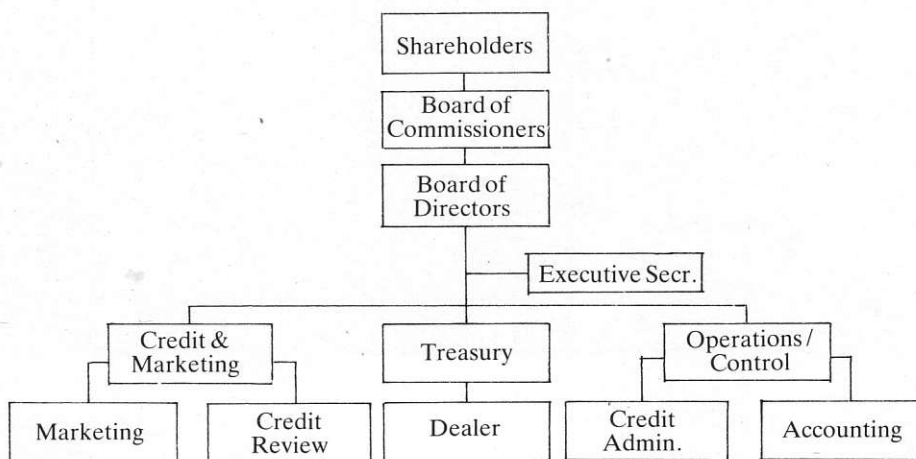 Shareholders
Board of
Commissioners
Board of
Directors
Executive Secr.
Credit &
Marketing
Treasury
Operations /
Control
Marketing
Credit
Review
Dealer
Credit
Admin.
Accounting